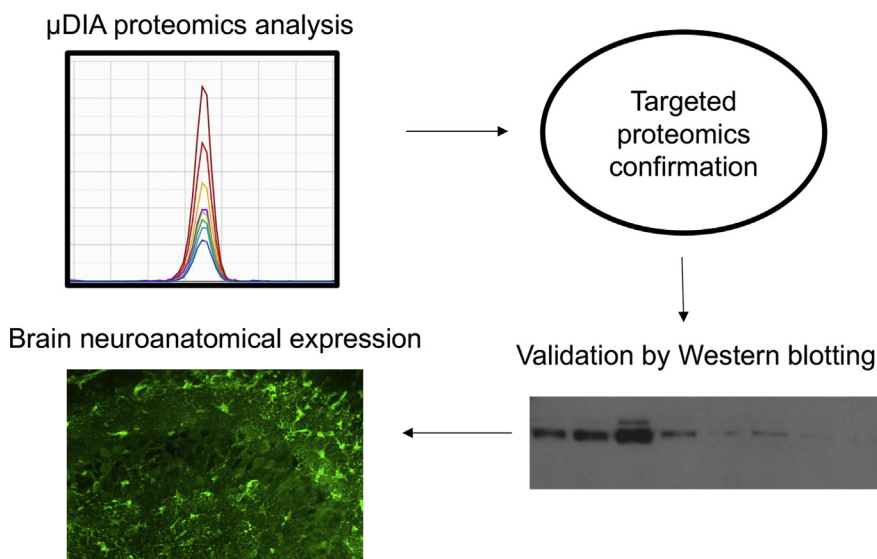 µDIA proteomics analysis
Targeted
proteomics
confirmation
Brain neuroanatomical expression
Validation by Western blotting